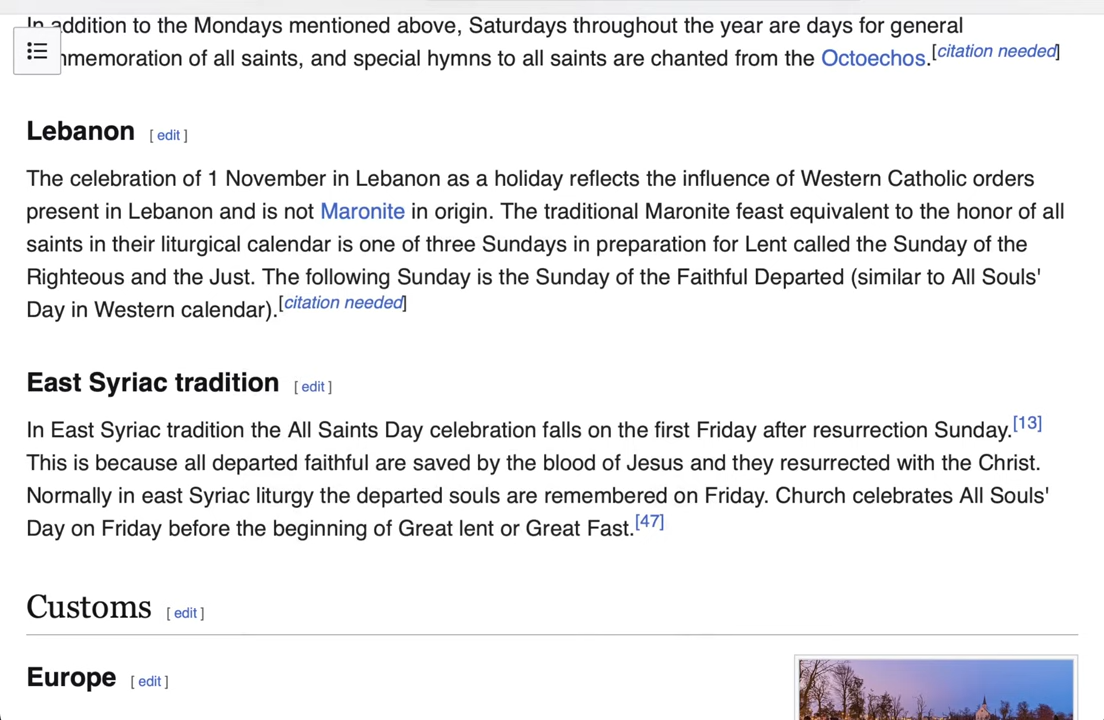 In addition to the Mondays mentioned above, Saturdays throughout the year are days for general
mmemoration of all saints, and special hymns to all saints are chanted from the Octoechos.[citation needed]
Lebanon [ edit ]
The celebration of 1 November in Lebanon as a holiday reflects the influence of Western Catholic orders
present in Lebanon and is not Maronite in origin. The traditional Maronite feast equivalent to the honor of all
saints in their liturgical calendar is one of three Sundays in preparation for Lent called the Sunday of the
Righteous and the Just. The following Sunday is the Sunday of the Faithful Departed (similar to All Souls'
Day in Western calendar).[citation needed]
East Syriac tradition [ edit ]
In East Syriac tradition the All Saints Day celebration falls on the first Friday after resurrection Sunday.[13]
This is because all departed faithful are saved by the blood of Jesus and they resurrected with the Christ.
Normally in east Syriac liturgy the departed souls are remembered on Friday. Church celebrates All Souls'
Day on Friday before the beginning of Great lent or Great Fast.[47]
Customs [ edit ]
Europe [ edit ]